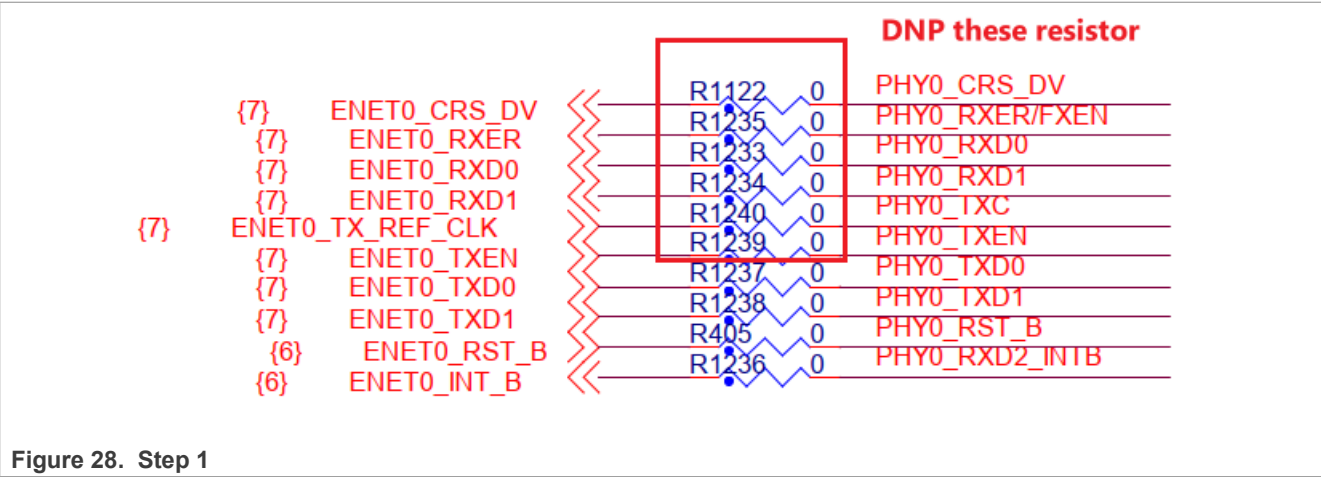 DNP these resistor
{7} ENET0_CRS_DV R1122 0 PHY0_CRS_DV
{7} ENET0_RXER R1235 0 PHY0_RXER/FXEN
{7} ENET0_RXD0 R1233 0 PHY0_RXD0
{7} ENET0_RXD1 R1234 0 PHY0_RXD1
{7} ENET0_TX_REF_CLK R1240 0 PHY0_TXC
{7} ENET0_TXEN R1239 0 PHY0_TXEN
{7} ENET0_TXD0 R1237 0 PHY0_TXD0
{7} ENET0_TXD1 R1238 0 PHY0_TXD1
{6} ENET0_RST_B R405 0 PHY0_RST_B
{6} ENET0_INT_B R1236 0 PHY0_RXD2_INTB
Figure 28. Step 1